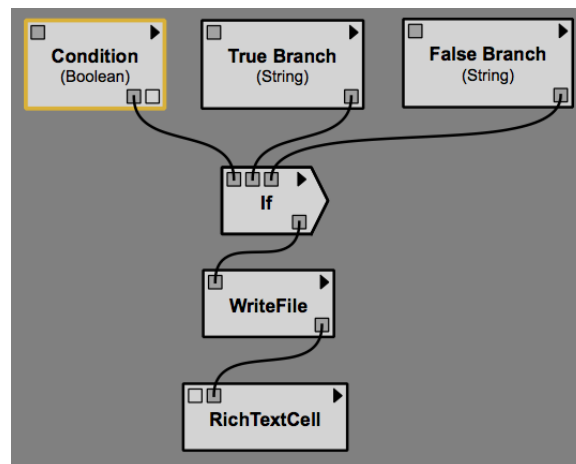 Condition
(Boolean)
True Branch
(String)
False Branch
(String)
If
WriteFile
RichTextCell